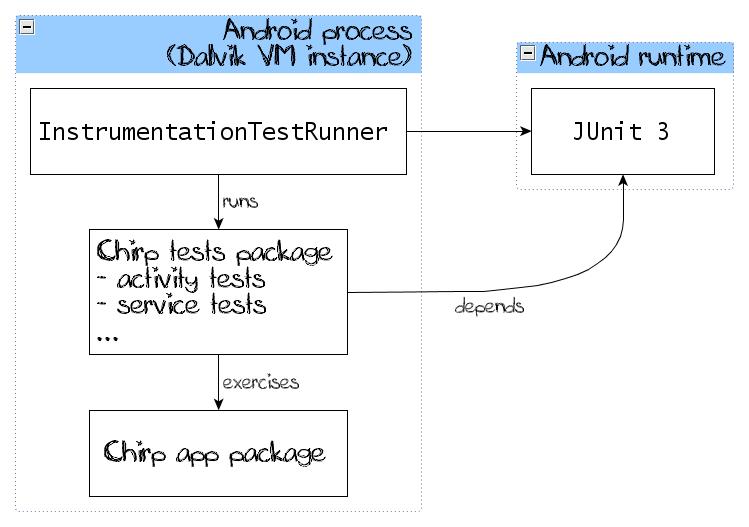 Android process
(Dalvik VM instance)
Android runtime
InstrumentationTestRunner
JUnit 3
runs
Chirp tests package
- activity tests
- service tests
...
depends
exercises
Chirp app package